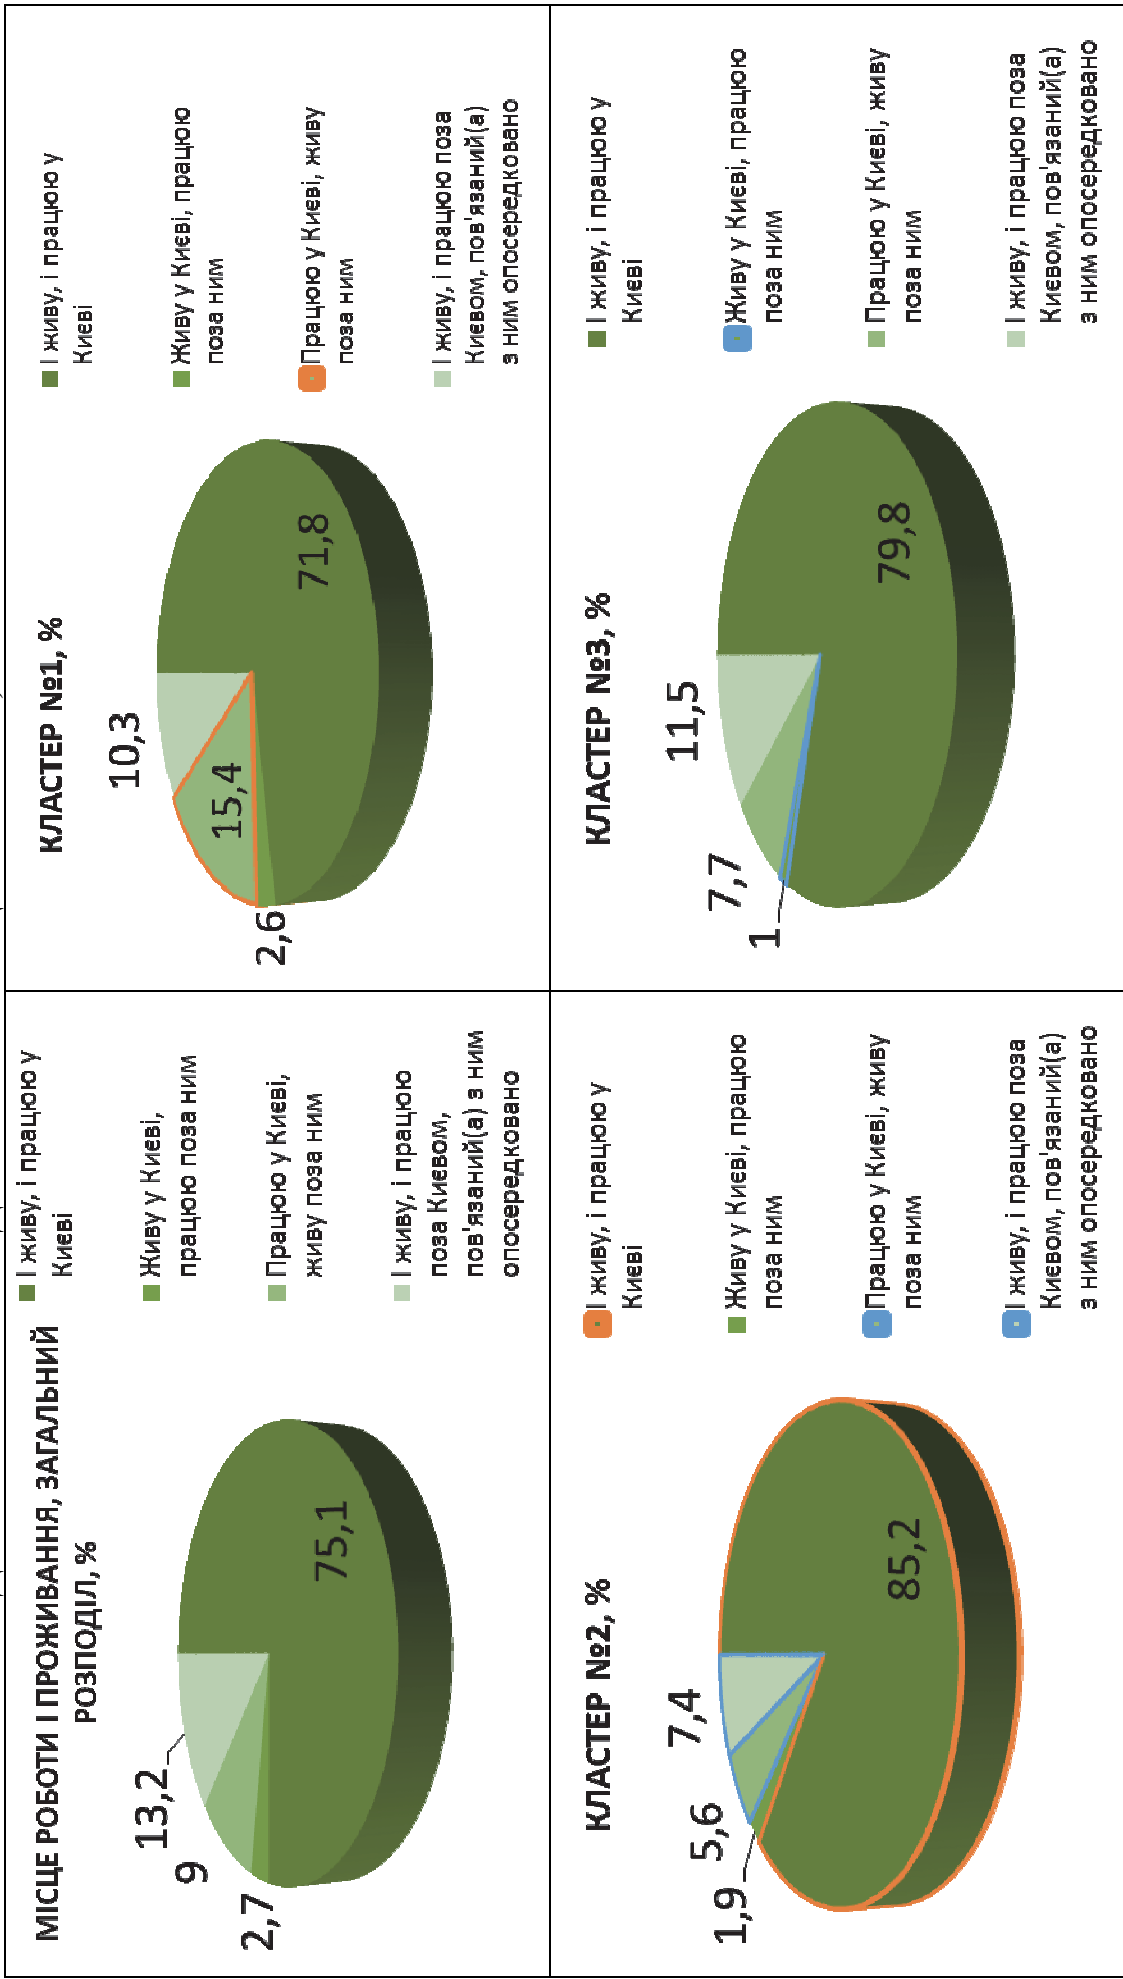 МІСЦЕ РОБОТИ І ПРОЖИВАННЯ, ЗАГАЛЬНИЙ
РОЗПОДІЛ, %
13,2
9
2,7
75,1
І живу, і працюю у
Києві
Живу у Києві,
працюю поза ним
Працюю у Києві,
живу поза ним
І живу, і працюю
поза Києвом,
пов'язаний(а) з ним
опосередковано
КЛАСТЕР №1, %
10,3
15,4
2,6
71,8
І живу, і працюю у
Києві
Живу у Києві, працюю
поза ним
Працюю у Києві, живу
поза ним
І живу, і працюю поза
Києвом, пов'язаний(а)
з ним опосередковано
КЛАСТЕР №2, %
7,4
5,6
1,9
85,2
І живу, і працюю у
Києві
Живу у Києві, працюю
поза ним
Працюю у Києві, живу
поза ним
І живу, і працюю поза
Києвом, пов'язаний(а)
з ним опосередковано
КЛАСТЕР №3, %
11,5
7,7
1
79,8
І живу, і працюю у
Києві
Живу у Києві, працюю
поза ним
Працюю у Києві, живу
поза ним
І живу, і працюю поза
Києвом, пов'язаний(а)
з ним опосередковано